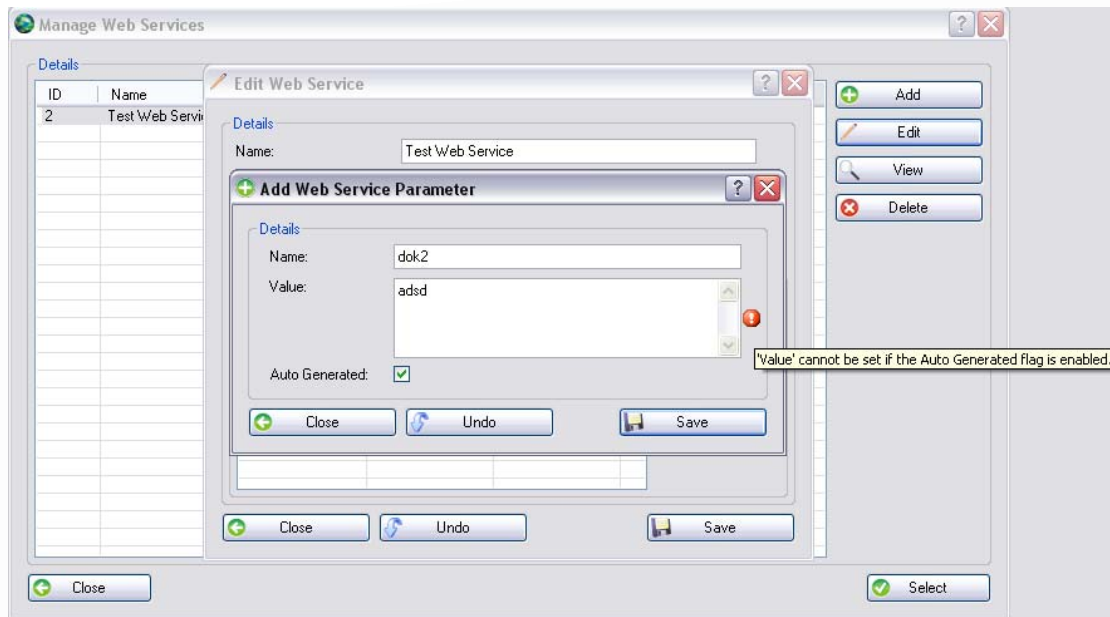 Manage Web Services
Details
ID Name
2 Test Web Servi
Edit Web Service
Details
Name: Test Web Service
Add Web Service Parameter
Details
Name: dok2
Value: adsd
'Value' cannot be set if the Auto Generated flag is enabled.
Auto Generated:
Close Undo Save
Close Undo Save
Add
Edit
View
Delete
Close Select